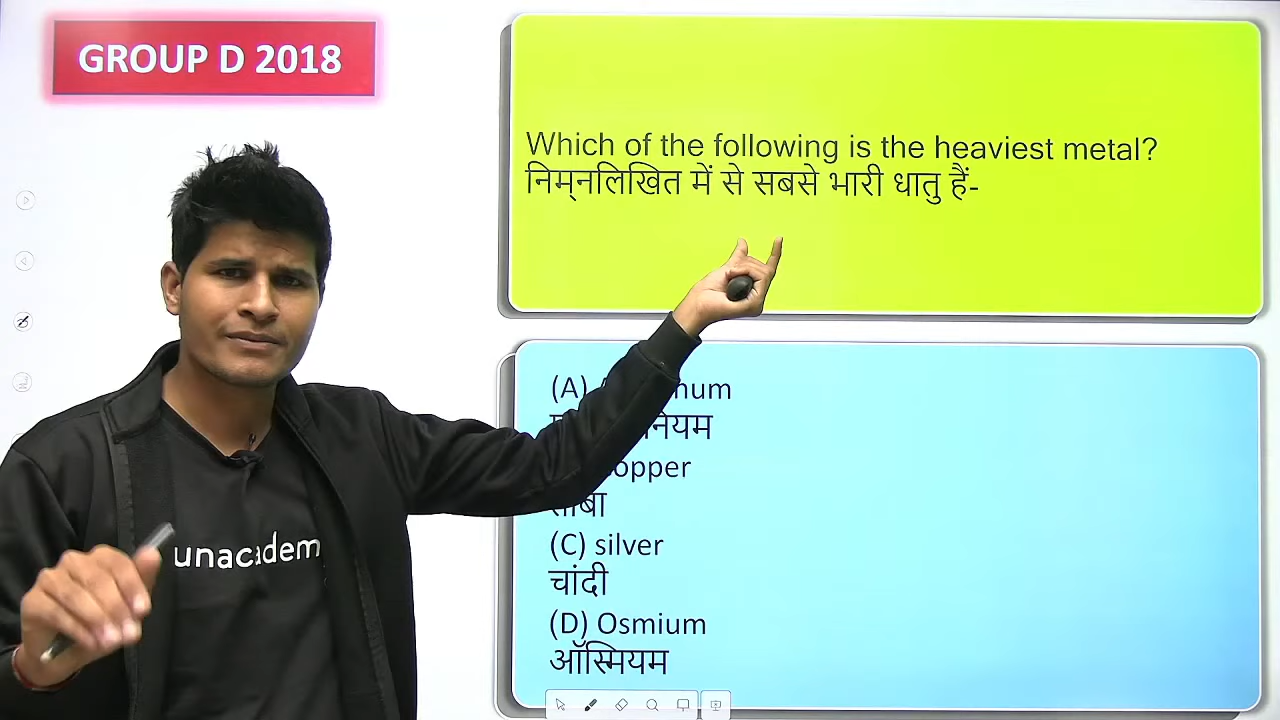 GROUP D 2018
Which of the following is the heaviest metal?
निम्नलिखित में से सबसे भारी धातु हैं-
(A)
opper
(C) silver
चांदी
(D) Osmium
ऑस्मियम
unacadem